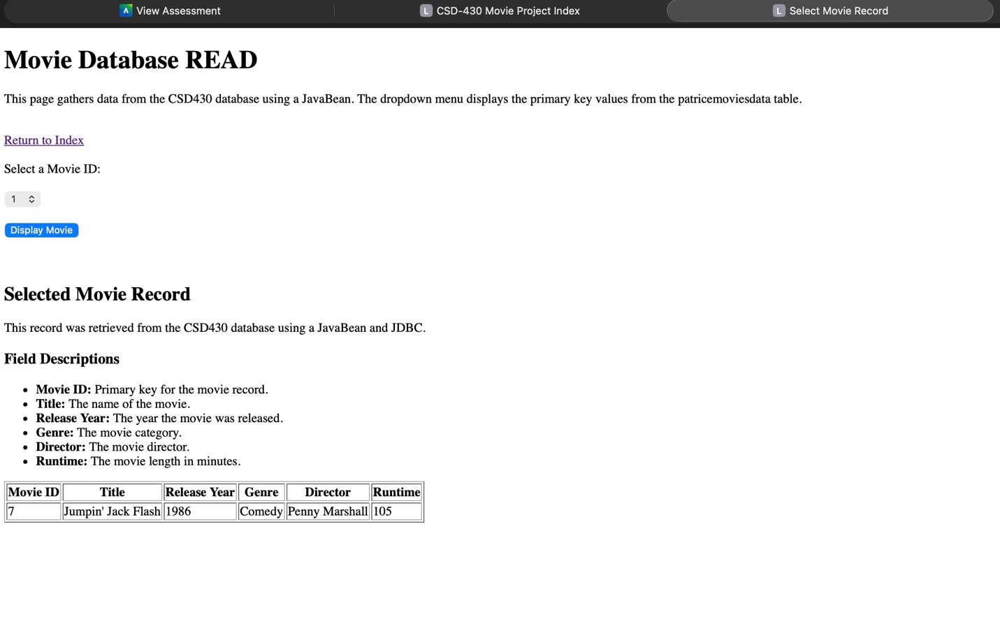 View Assessment
L CSD-430 Movie Project Index
L Select Movie Record
Movie Database READ
This page gathers data from the CSD430 database using a JavaBean. The dropdown menu displays the primary key values from the patricemoviesdata table.
Return to Index
Select a Movie ID:
1
Display Movie
Selected Movie Record
This record was retrieved from the CSD430 database using a JavaBean and JDBC.
Field Descriptions
• Movie ID: Primary key for the movie record.
• Title: The name of the movie.
• Release Year: The year the movie was released.
• Genre: The movie category.
• Director: The movie director.
• Runtime: The movie length in minutes.
Movie ID Title Release Year Genre Director Runtime
7 Jumpin' Jack Flash 1986 Comedy Penny Marshall 105